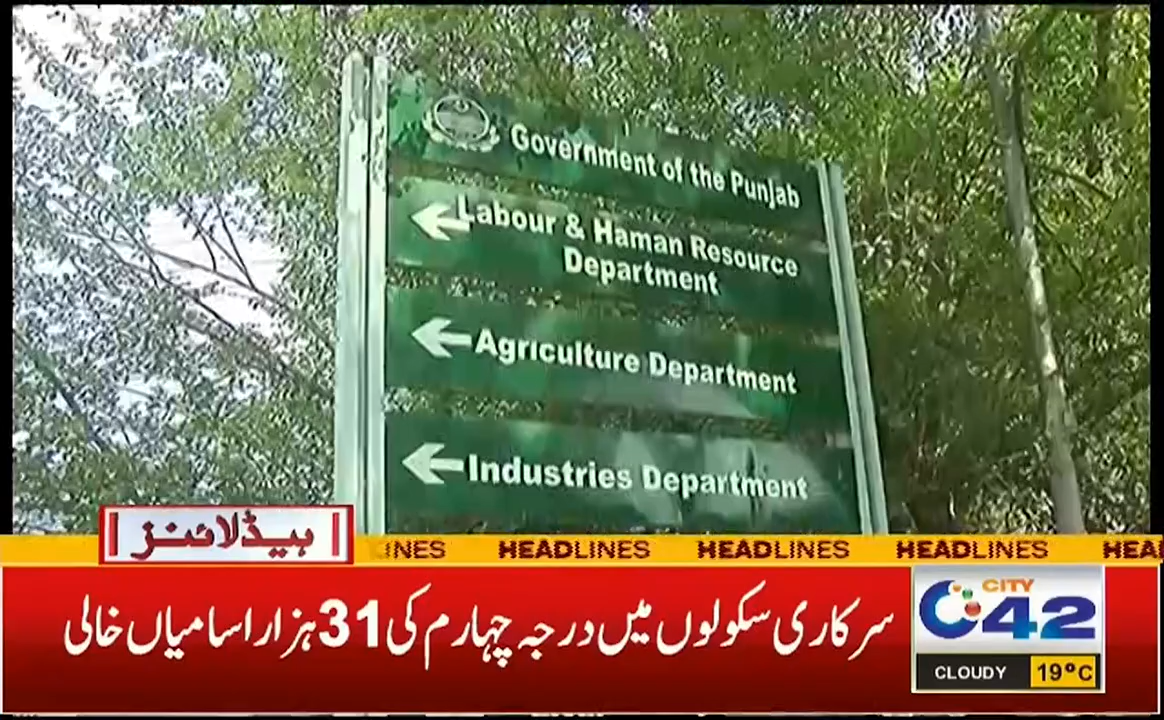 Government of the Punjab
Labour & Haman Resource
Department
Agriculture Department
Industries Department
ہیڈلائنز
INES HEADLINES HEADLINES HEADLINES HEA
سرکاری سکولوں میں درجہ چہارم کی 31 ہزار اسامیاں خالی
CITY
42
CLOUDY 19°C